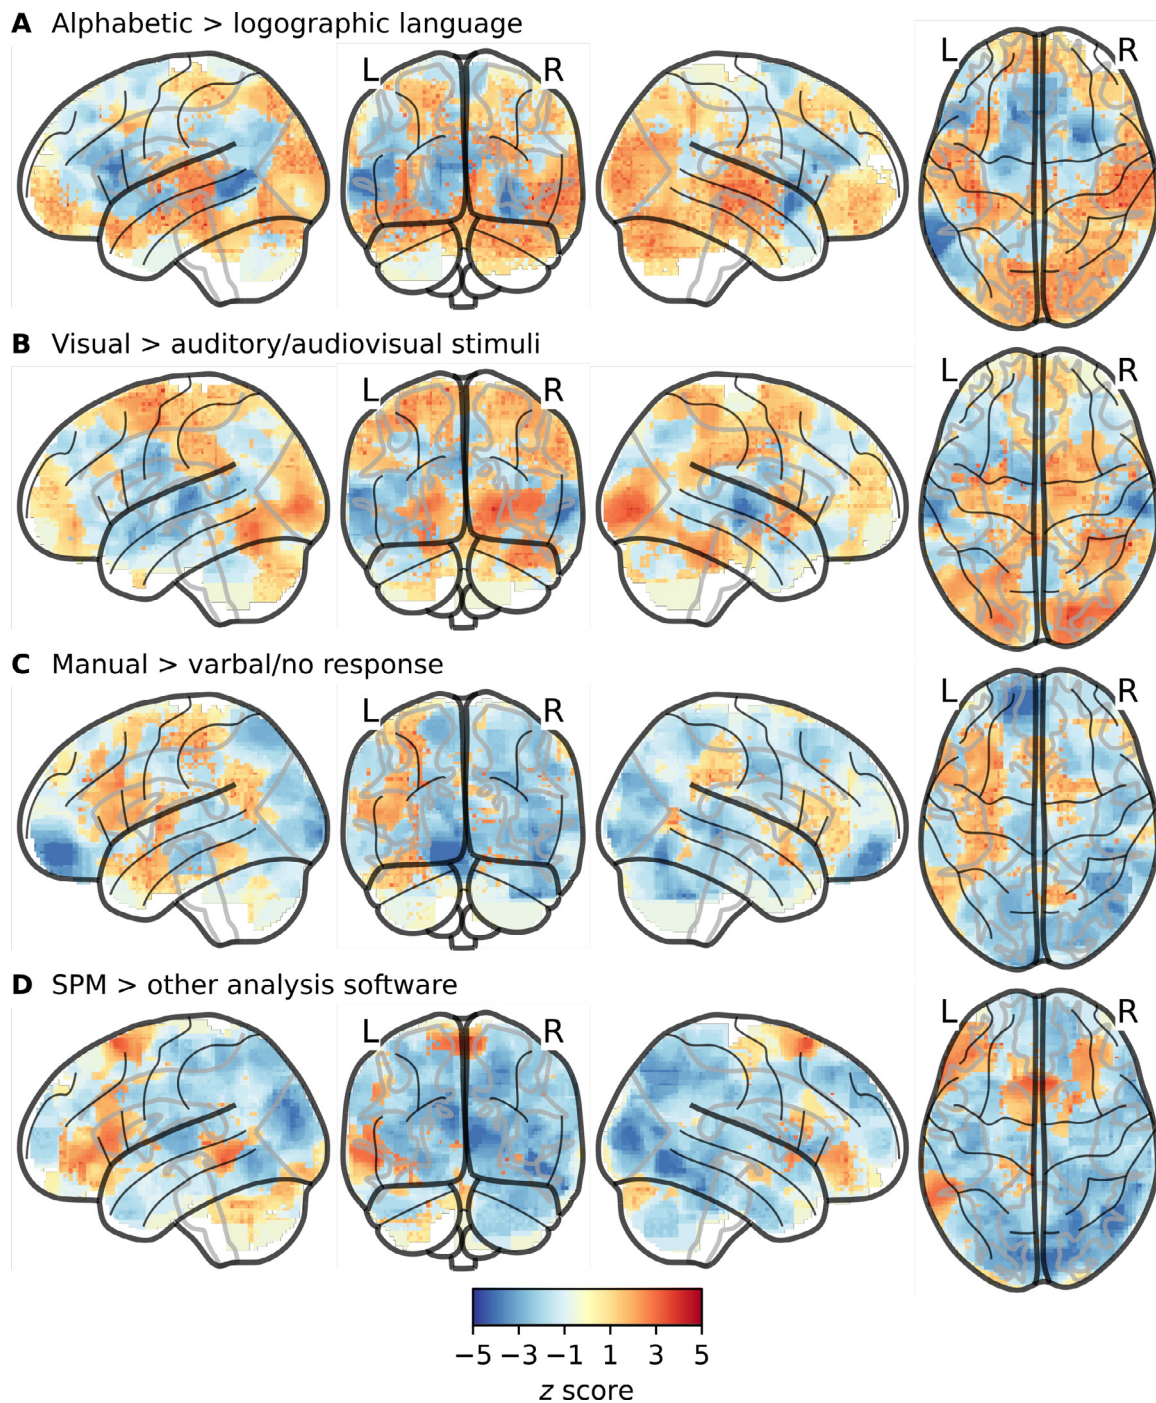 A Alphabetic > logographic language
L R L R
B Visual > auditory/audiovisual stimuli
L R L R
C Manual > varbal/no response
L R L R
D SPM > other analysis software
L R L R
−5 −3 −1 1 3 5
z score